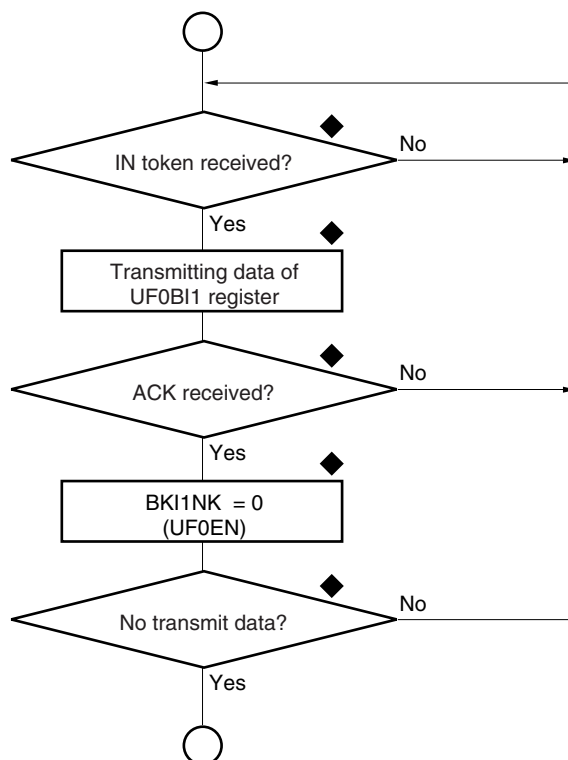 IN token received?
No
Yes
Transmitting data of
UF0BI1 register
ACK received?
No
Yes
BKI1NK = 0
(UF0EN)
No transmit data?
No
Yes